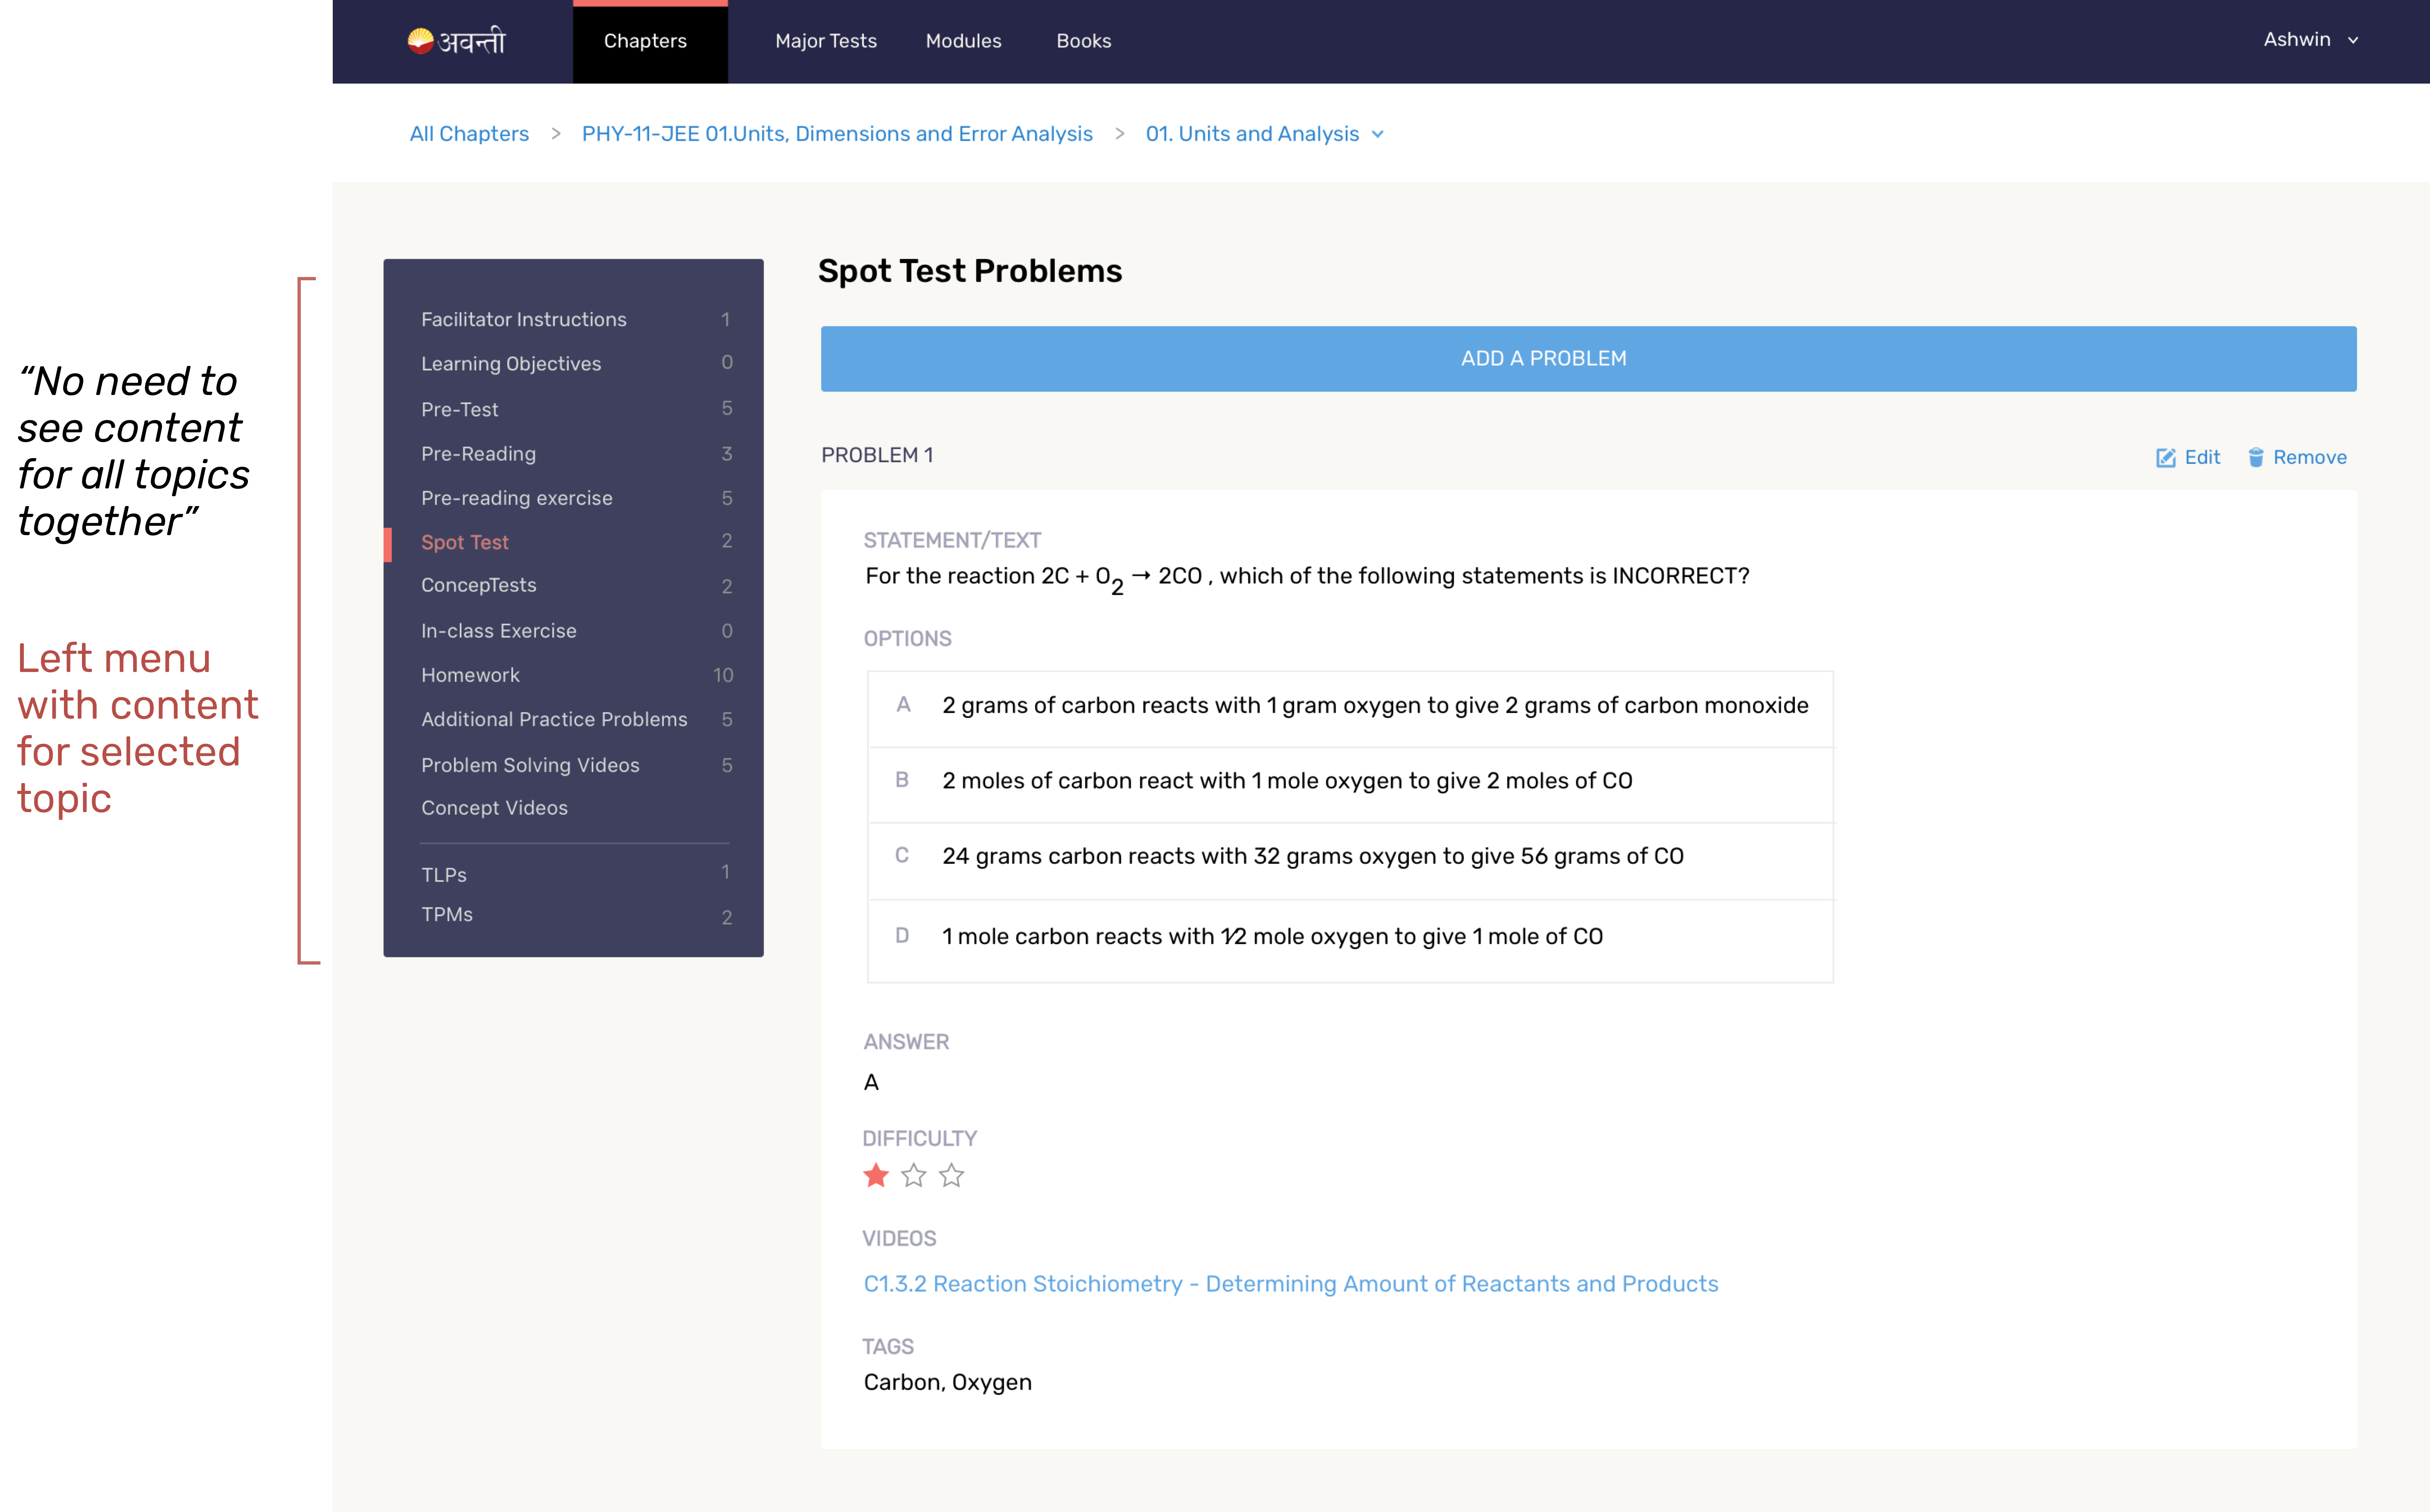 अवन्ती
Chapters
Major Tests
Modules
Books
Ashwin
All Chapters > PHY-11-JEE 01.Units, Dimensions and Error Analysis > 01. Units and Analysis
“No need to
see content
for all topics
together”
Left menu
with content
for selected
topic
Facilitator Instructions 1
Learning Objectives 0
Pre-Test 5
Pre-Reading 3
Pre-reading exercise 5
Spot Test 2
ConcepTests 2
In-class Exercise 0
Homework 10
Additional Practice Problems 5
Problem Solving Videos 5
Concept Videos
TLPs 1
TPMs 2
Spot Test Problems
ADD A PROBLEM
PROBLEM 1
Edit
Remove
STATEMENT/TEXT
For the reaction 2C + O₂ → 2CO , which of the following statements is INCORRECT?
OPTIONS
A 2 grams of carbon reacts with 1 gram oxygen to give 2 grams of carbon monoxide
B 2 moles of carbon react with 1 mole oxygen to give 2 moles of CO
C 24 grams carbon reacts with 32 grams oxygen to give 56 grams of CO
D 1 mole carbon reacts with 1⁄2 mole oxygen to give 1 mole of CO
ANSWER
A
DIFFICULTY
VIDEOS
C1.3.2 Reaction Stoichiometry - Determining Amount of Reactants and Products
TAGS
Carbon, Oxygen